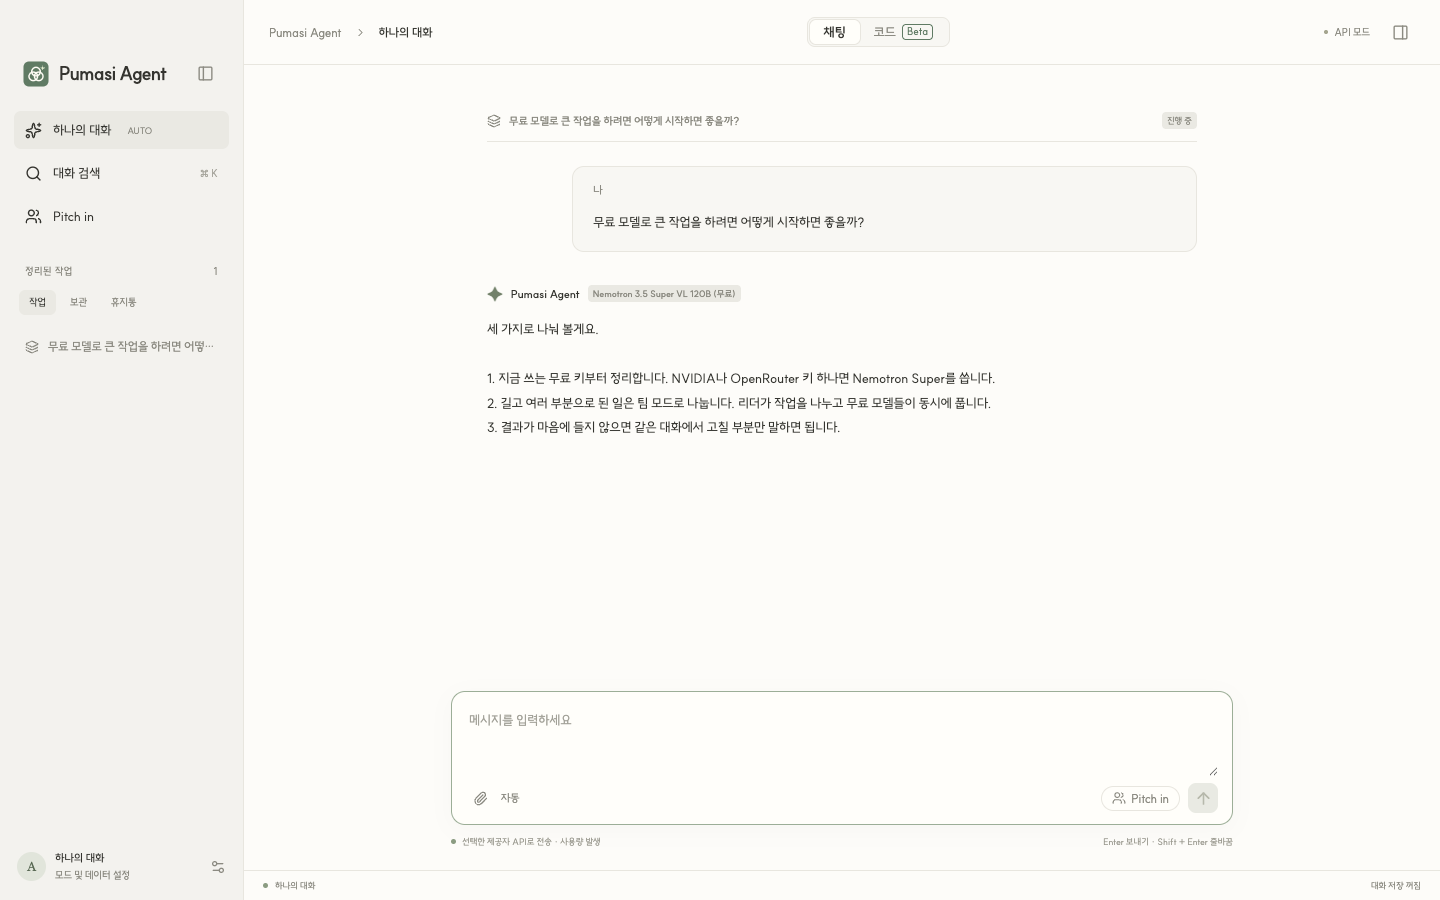 Pumasi Agent
하나의 대화 AUTO
대화 검색 ⌘ K
Pitch in
정리된 작업 1
작업 보관 휴지통
무료 모델로 큰 작업을 하려면 어떻…
A
하나의 대화
모드 및 데이터 설정
Pumasi Agent > 하나의 대화
채팅 코드 Beta
API 모드
무료 모델로 큰 작업을 하려면 어떻게 시작하면 좋을까? 진행 중
나
무료 모델로 큰 작업을 하려면 어떻게 시작하면 좋을까?
Pumasi Agent Nemotron 3.5 Super VL 120B (무료)
세 가지로 나눠 볼게요.
1. 지금 쓰는 무료 키부터 정리합니다. NVIDIA나 OpenRouter 키 하나면 Nemotron Super를 씁니다.
2. 길고 여러 부분으로 된 일은 팀 모드로 나눕니다. 리더가 작업을 나누고 무료 모델들이 동시에 풉니다.
3. 결과가 마음에 들지 않으면 같은 대화에서 고칠 부분만 말하면 됩니다.
메시지를 입력하세요
자동 Pitch in
선택한 제공자 API로 전송 · 사용량 발생 Enter 보내기 · Shift + Enter 줄바꿈
하나의 대화 대화 저장 꺼짐